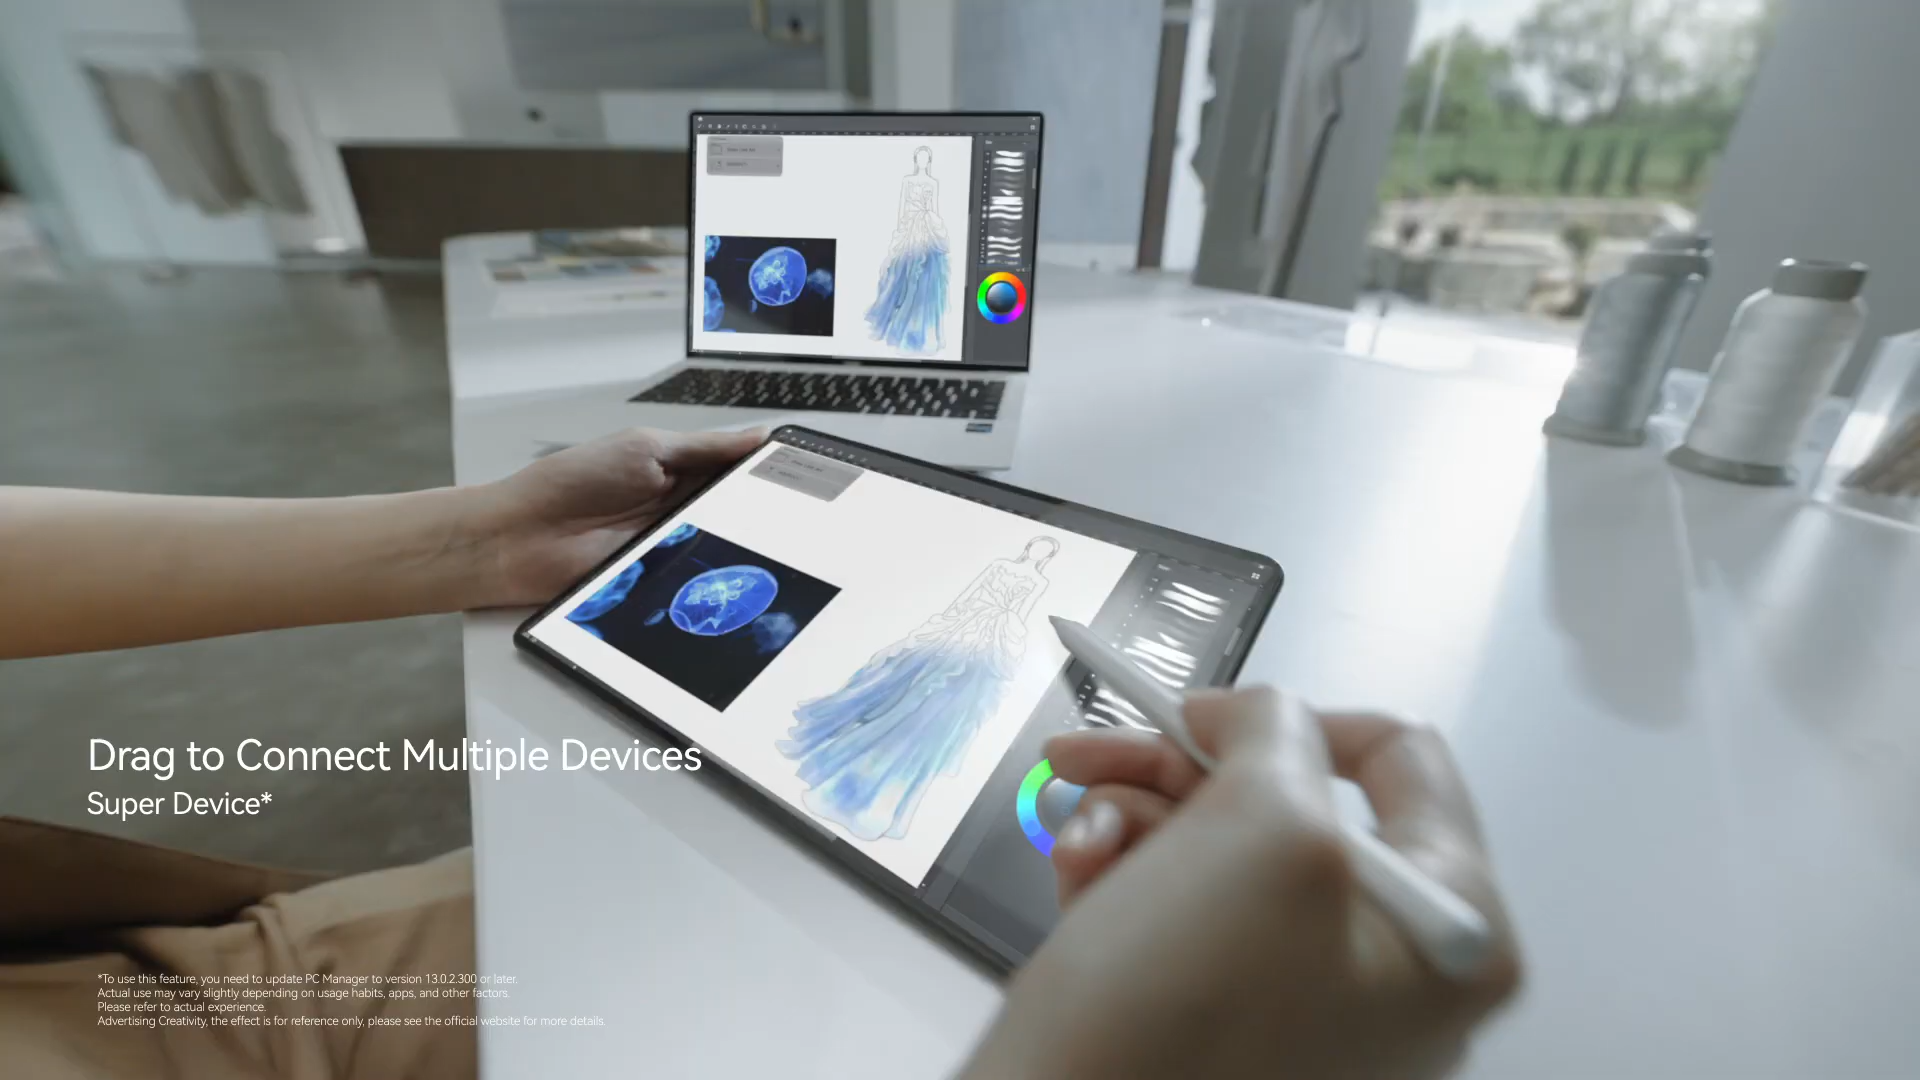 Drag to Connect Multiple Devices
Super Device*
*To use this feature, you need to update PC Manager to version 13.0.2.300 or later.
Actual use may vary slightly depending on usage habits, apps, and other factors.
Please refer to actual experience.
Advertising Creativity, the effect is for reference only, please see the official website for more details.